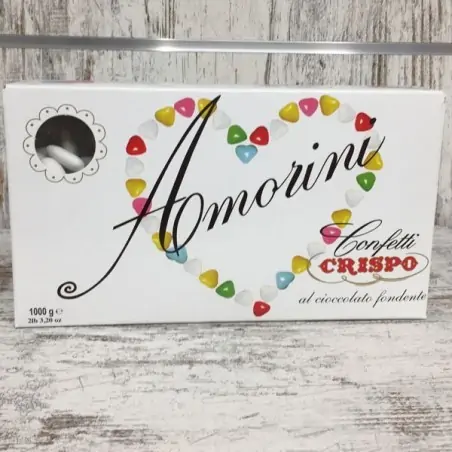 Amorini
Confetti
CRISPO
al cioccolato fondente
1000 g ℮
2lb 3,20 oz